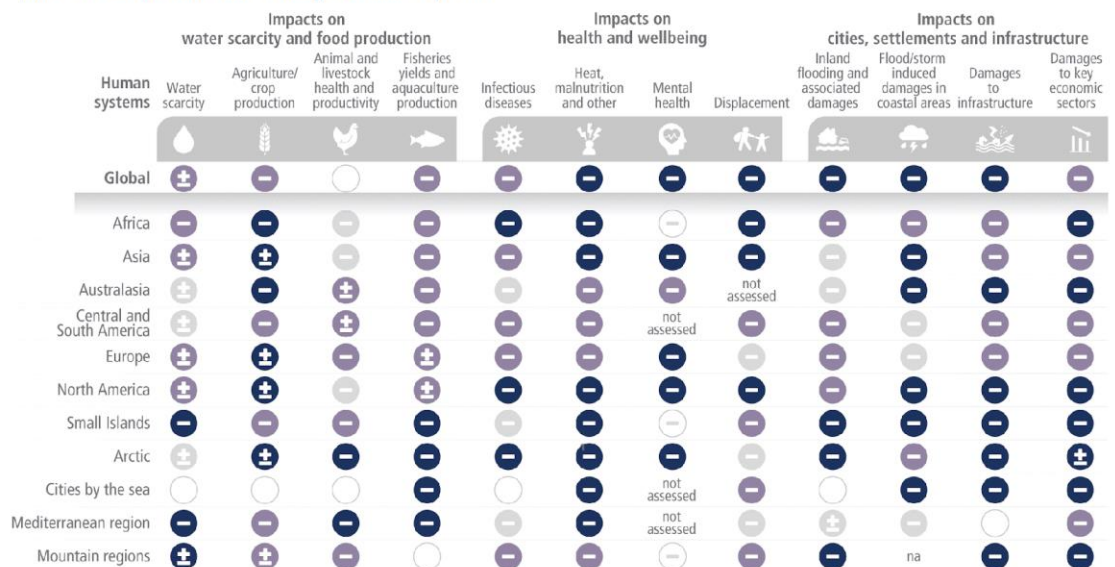 Impacts on
water scarcity and food production
Impacts on
health and wellbeing
Impacts on
cities, settlements and infrastructure
Human
systems
Water
scarcity
Agriculture/
crop
production
Animal and
livestock
health and
productivity
Fisheries
yields and
aquaculture
production
Infectious
diseases
Heat,
malnutrition
and other
Mental
health
Displacement
Inland
flooding and
associated
damages
Flood/storm
induced
damages in
coastal areas
Damages
to
infrastructure
Damages
to key
economic
sectors
Global
Africa
Asia
Australasia
not
assessed
Central and
South America
not
assessed
Europe
North America
Small Islands
Arctic
Cities by the sea
not
assessed
Mediterranean region
not
assessed
Mountain regions
na